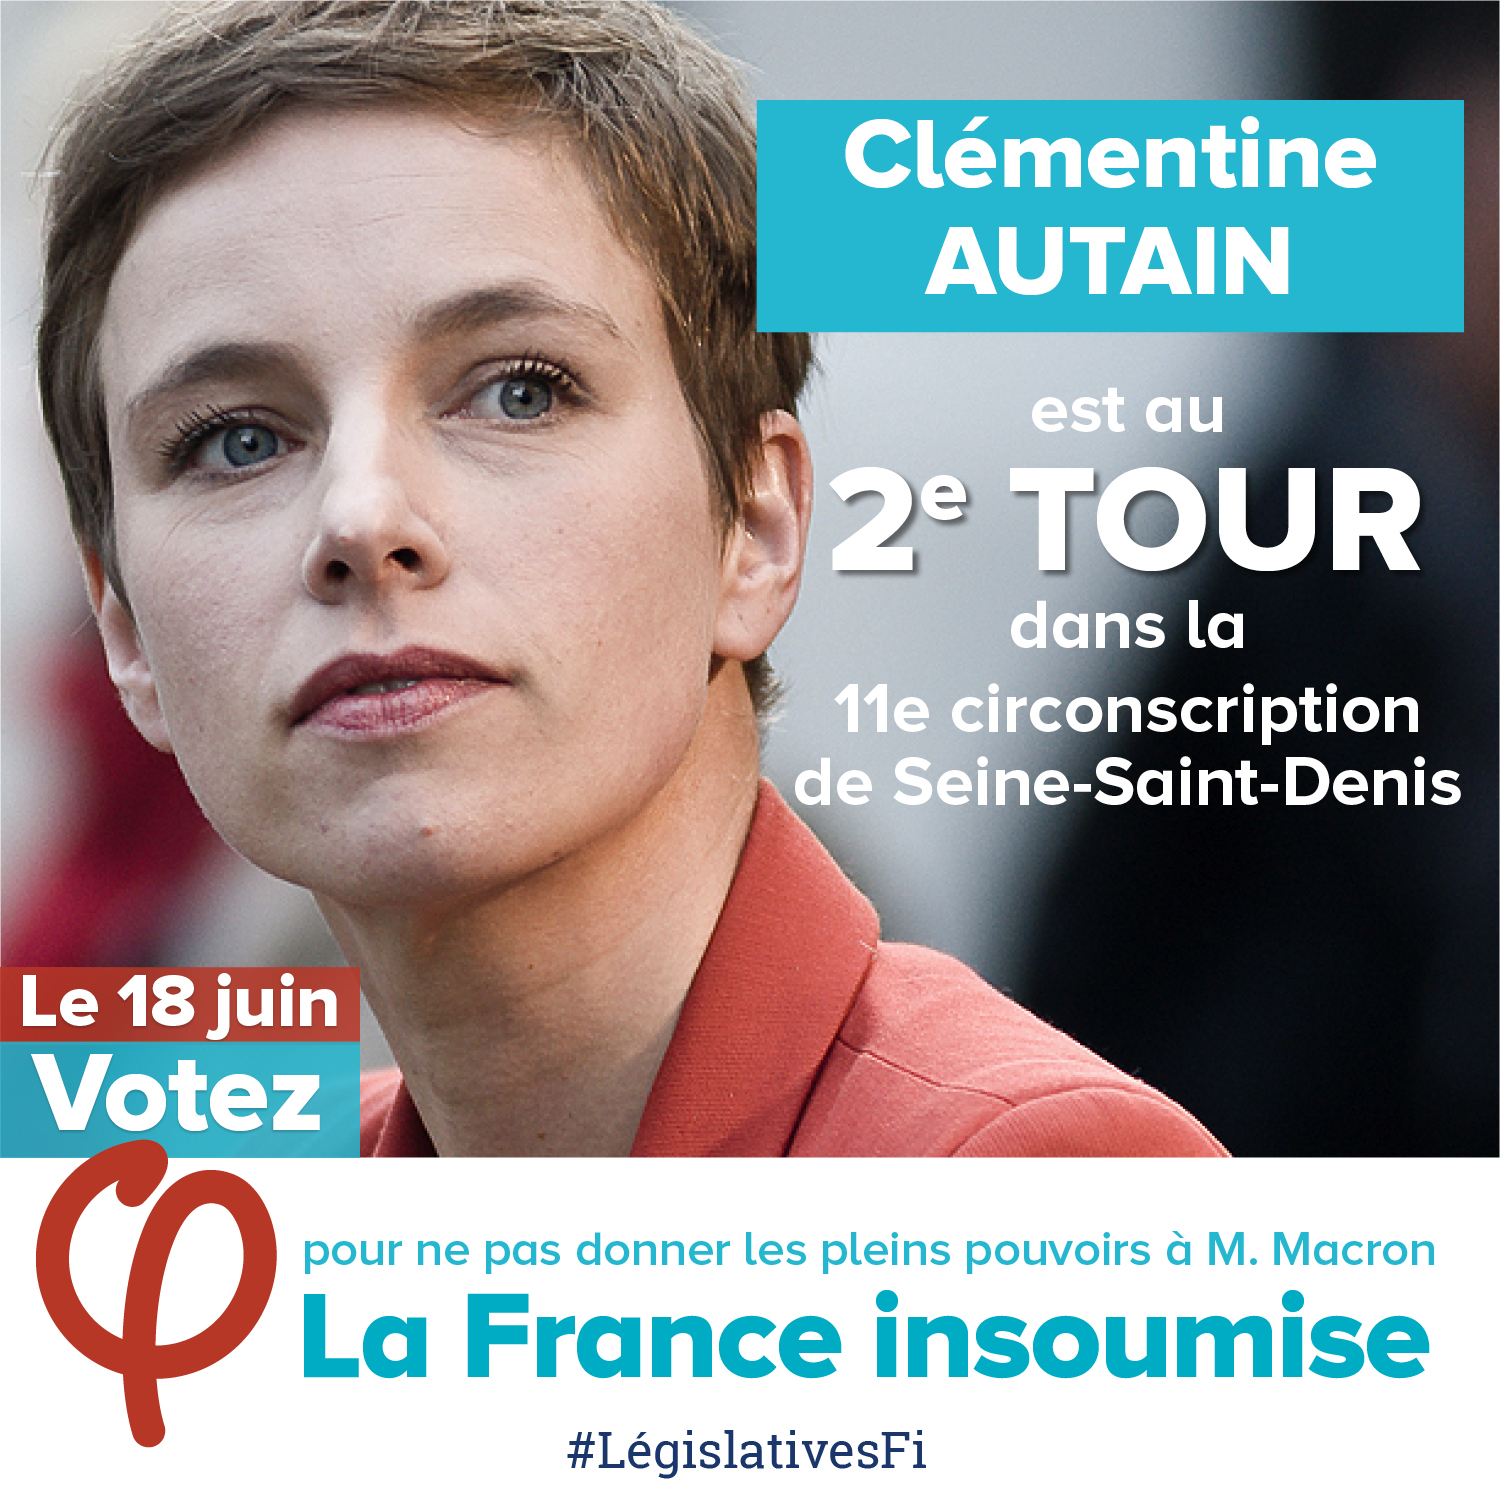 Clémentine
AUTAIN
est au
2e TOUR
dans la
11e circonscription
de Seine-Saint-Denis
Le 18 juin
Votez
φ
pour ne pas donner les pleins pouvoirs à M. Macron
La France insoumise
#LégislativesFi